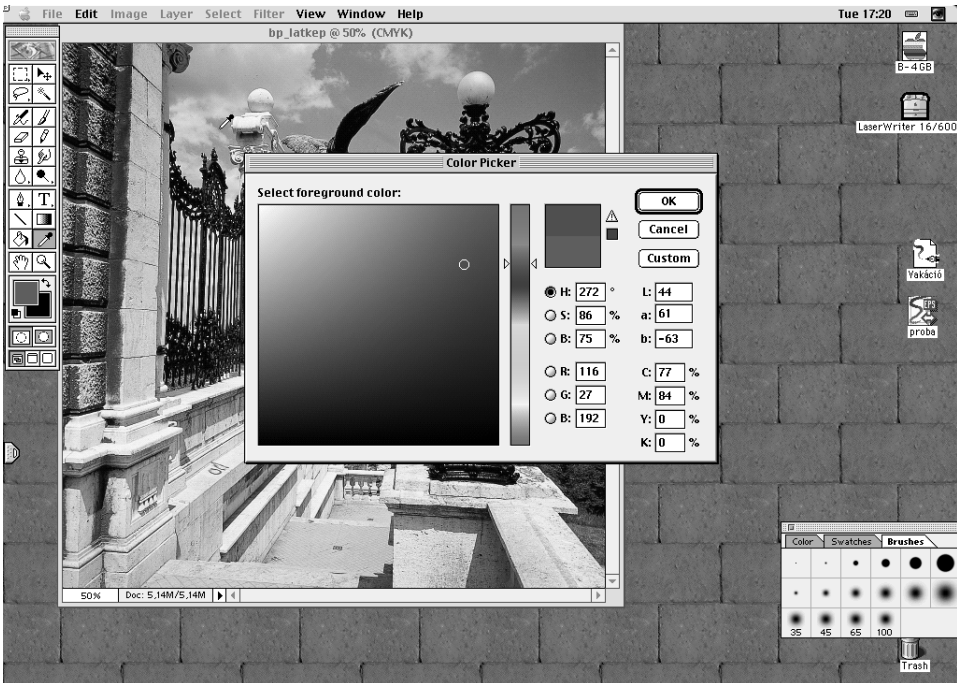 File Edit Image Layer Select Filter View Window Help
Tue 17:20
bp_latkep @ 50% (CMYK)
B-4GB
LaserWriter 16/600
Color Picker
Select foreground color:
OK
Cancel
Custom
H: 272 ° L: 44
S: 86 % a: 61
B: 75 % b: -63
R: 116 C: 77 %
G: 27 M: 84 %
B: 192 Y: 0 %
K: 0 %
T
Vakáció
EPS
proba
Color Swatches Brushes
35 45 65 100
50% Doc: 5,14M/5,14M
Trash